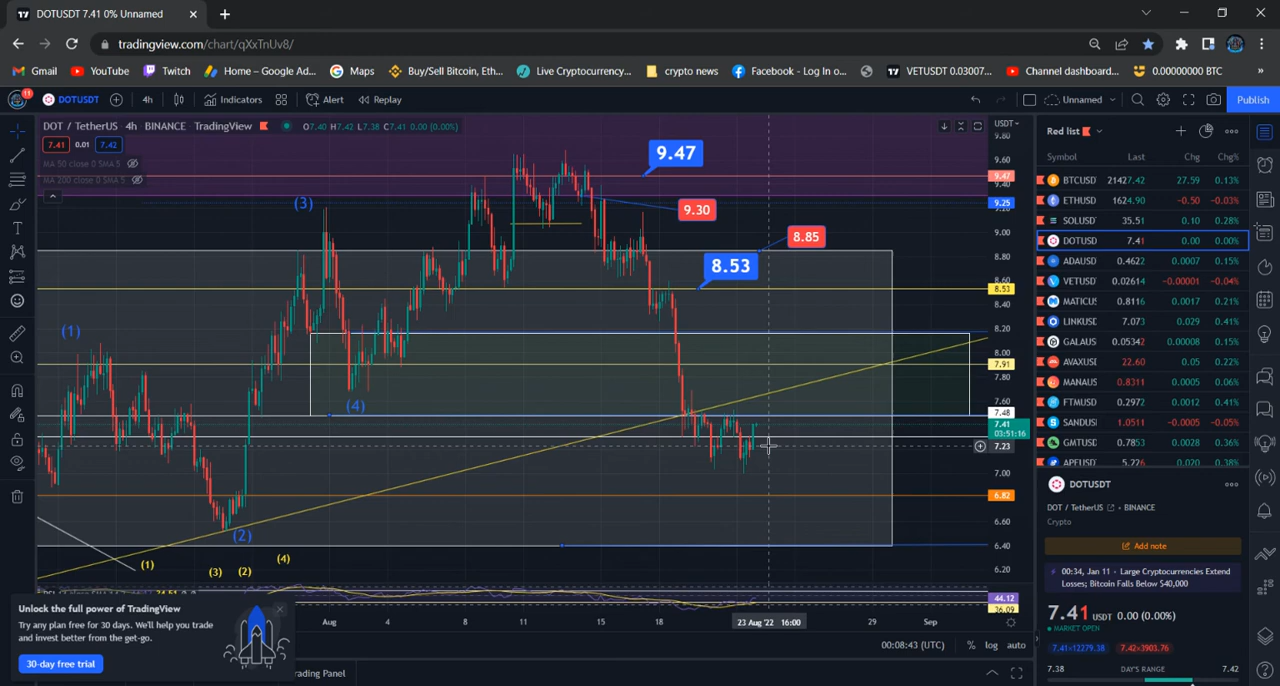 DOTUSDT 7.41 0% Unnamed
tradingview.com/chart/qXxTnUv8/
Gmail YouTube Twitch Home – Google Ad... Maps Buy/Sell Bitcoin, Et... Live Cryptocurrency... crypto news Facebook - Log In o... VETUSDT 0.03007... Channel dashboard... 0.00000000 BTC »
11 DOTUSDT 4h Indicators Alert Replay Unnamed Publish
DOT / TetherUS · 4h · BINANCE · TradingView O7.40 H7.42 L7.38 C7.41 0.00 (0.00%)
7.41 0.01 7.42
MA 50 close 0 SMA 5
MA 200 close 0 SMA 5
USDT
9.80
9.60
9.47
9.40
9.25
9.00
8.80
8.60
8.53
8.40
8.20
8.00
7.91
7.80
7.60
7.48
7.41
03:51:16
7.23
7.00
6.82
6.60
6.40
6.20
44.12
36.09
9.47
9.30
8.85
8.53
(1)
(3)
(4)
(2)
(1)
(3)
(2)
(4)
Aug 4 8 11 15 18 23 Aug '22 16:00 29 Sep
00:08:43 (UTC) % log auto
Unlock the full power of TradingView
Try any plan free for 30 days. We'll help you trade
and invest better from the get-go.
30-day free trial
rading Panel
Red list
Symbol Last Chg Chg%
BTCUSD 21427.42 27.59 0.13%
ETHUSD 1624.90 -0.50 -0.03%
SOLUSD 35.51 0.10 0.28%
DOTUSD 7.41 0.00 0.00%
ADAUSD 0.4622 0.0007 0.15%
VETUSD 0.02614 -0.00001 -0.04%
MATICUS 0.8116 0.0017 0.21%
LINKUSD 7.073 0.029 0.41%
GALAUS 0.05342 0.00008 0.15%
AVAXUSD 22.60 0.05 0.22%
MANAUS 0.8311 0.0005 0.06%
FTMUSD 0.2972 0.0012 0.41%
SANDUS 1.0511 -0.0005 -0.05%
GMTUSD 0.7853 0.0028 0.36%
APEUSD 5.226 0.020 0.38%
DOTUSDT
DOT / TetherUS · BINANCE
Crypto
Add note
00:34, Jan 11 · Large Cryptocurrencies Extend
Losses; Bitcoin Falls Below $40,000
7.41 USDT 0.00 (0.00%)
MARKET OPEN
7.41×12279.38 7.42×3903.76
7.38 DAY'S RANGE 7.42